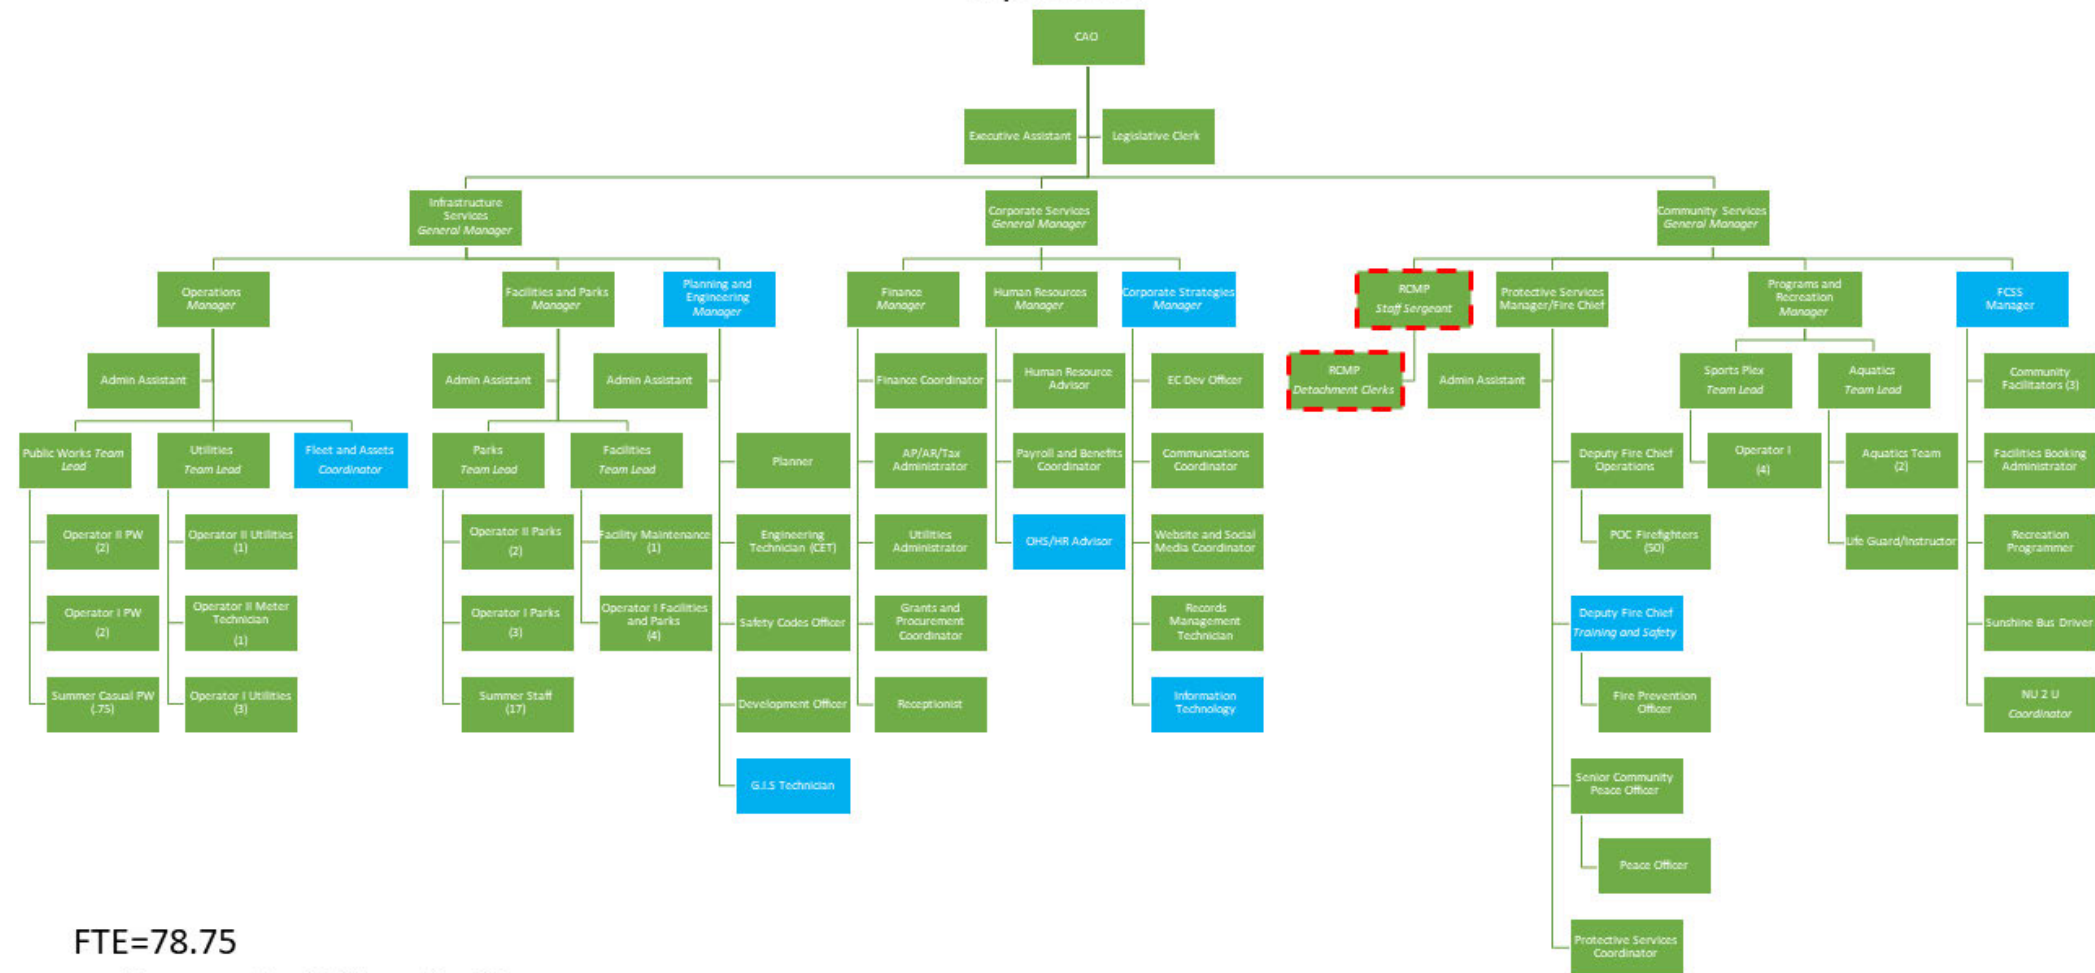 CAO
Executive Assistant
Legislative Clerk
Infrastructure
Services
General Manager
Corporate Services
General Manager
Community Services
General Manager
Operations
Manager
Facilities and Parks
Manager
Planning and
Engineering
Manager
Finance
Manager
Human Resources
Manager
Corporate Strategies
Manager
RCMP
Staff Sergeant
Protective Services
Manager/Fire Chief
Programs and
Recreation
Manager
FCSS
Manager
Admin Assistant
Admin Assistant
Admin Assistant
Finance Coordinator
Human Resource
Advisor
EC Dev Officer
RCMP
Detachment Clerks
Admin Assistant
Sports Plex
Team Lead
Aquatics
Team Lead
Community
Facilitators (3)
Public Works Team
Lead
Utilities
Team Lead
Fleet and Assets
Coordinator
Parks
Team Lead
Facilities
Team Lead
Planner
AP/AR/Tax
Administrator
Payroll and Benefits
Coordinator
Communications
Coordinator
Deputy Fire Chief
Operations
Operator I
(4)
Aquatics Team
(2)
Facilities Booking
Administrator
Operator II PW
(2)
Operator II Utilities
(1)
Operator II Parks
(2)
Facility Maintenance
(1)
Engineering
Technician (CET)
Utilities
Administrator
OHS/HR Advisor
Website and Social
Media Coordinator
POC Firefighters
(50)
Life Guard/Instructor
Recreation
Programmer
Operator I PW
(2)
Operator II Meter
Technician
(1)
Operator I Parks
(3)
Operator I Facilities
and Parks
(4)
Safety Codes Officer
Grants and
Procurement
Coordinator
Records
Management
Technician
Deputy Fire Chief
Training and Safety
Sunshine Bus Driver
Summer Casual PW
(.75)
Operator I Utilities
(3)
Summer Staff
(17)
Development Officer
Receptionist
Information
Technology
Fire Prevention
Officer
NU 2 U
Coordinator
G.I.S Technician
Senior Community
Peace Officer
Peace Officer
Protective Services
Coordinator
FTE=78.75